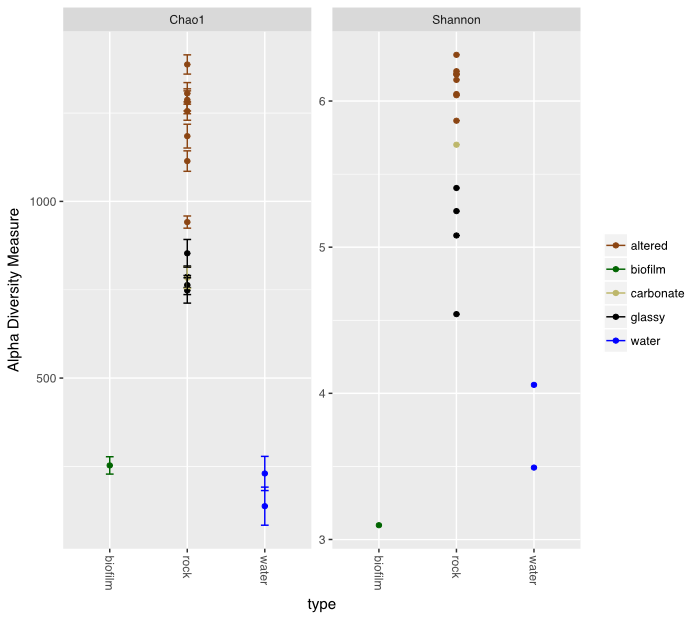 Chao1
Shannon
Alpha Diversity Measure
1000
500
6
5
4
3
biofilm
rock
water
biofilm
rock
water
type
altered
biofilm
carbonate
glassy
water